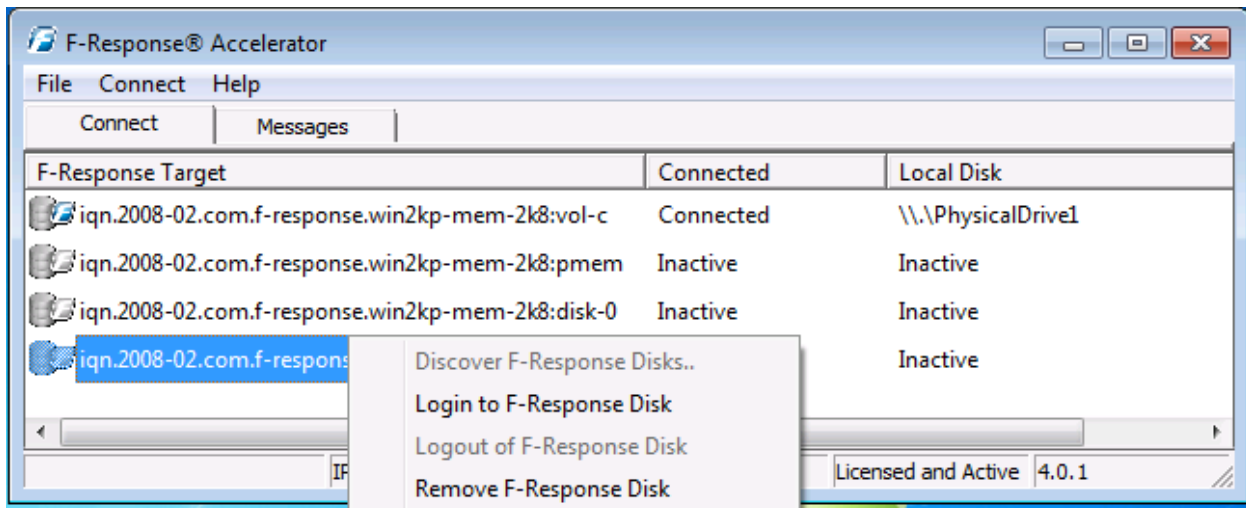 F-Response® Accelerator
File Connect Help
Connect Messages
F-Response Target Connected Local Disk
iqn.2008-02.com.f-response.win2kp-mem-2k8:vol-c Connected \\.\PhysicalDrive1
iqn.2008-02.com.f-response.win2kp-mem-2k8:pmem Inactive Inactive
iqn.2008-02.com.f-response.win2kp-mem-2k8:disk-0 Inactive Inactive
iqn.2008-02.com.f-respons Inactive
Discover F-Response Disks..
Login to F-Response Disk
Logout of F-Response Disk
Licensed and Active 4.0.1
Remove F-Response Disk